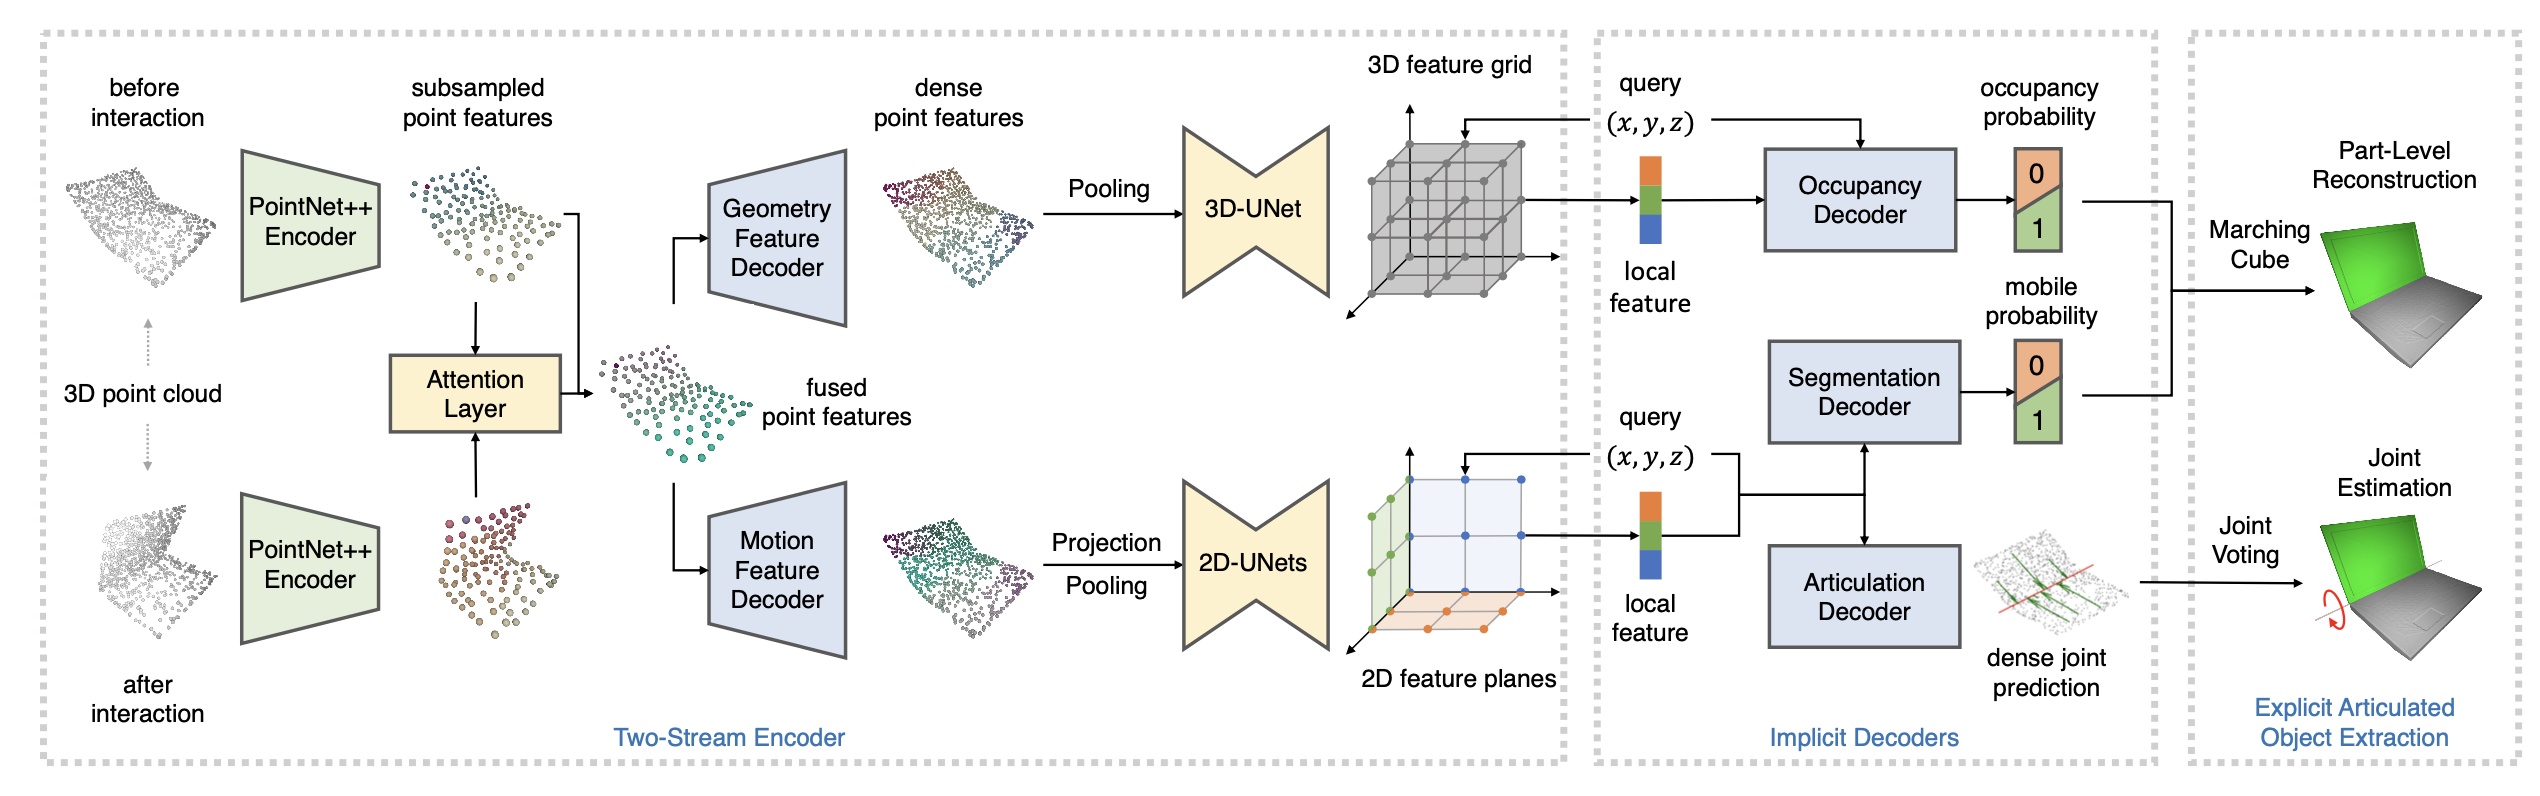 before
interaction
PointNet++
Encoder
subsampled
point features
3D point cloud
Attention
Layer
PointNet++
Encoder
after
interaction
fused
point features
Geometry
Feature
Decoder
dense
point features
Pooling
3D-UNet
3D feature grid
Motion
Feature
Decoder
Projection
Pooling
2D-UNets
2D feature planes
Two-Stream Encoder
query
(x, y, z)
local
feature
Occupancy
Decoder
occupancy
probability
0
1
mobile
probability
0
1
Segmentation
Decoder
query
(x, y, z)
local
feature
Articulation
Decoder
dense joint
prediction
Implicit Decoders
Part-Level
Reconstruction
Marching
Cube
Joint
Estimation
Joint
Voting
Explicit Articulated
Object Extraction